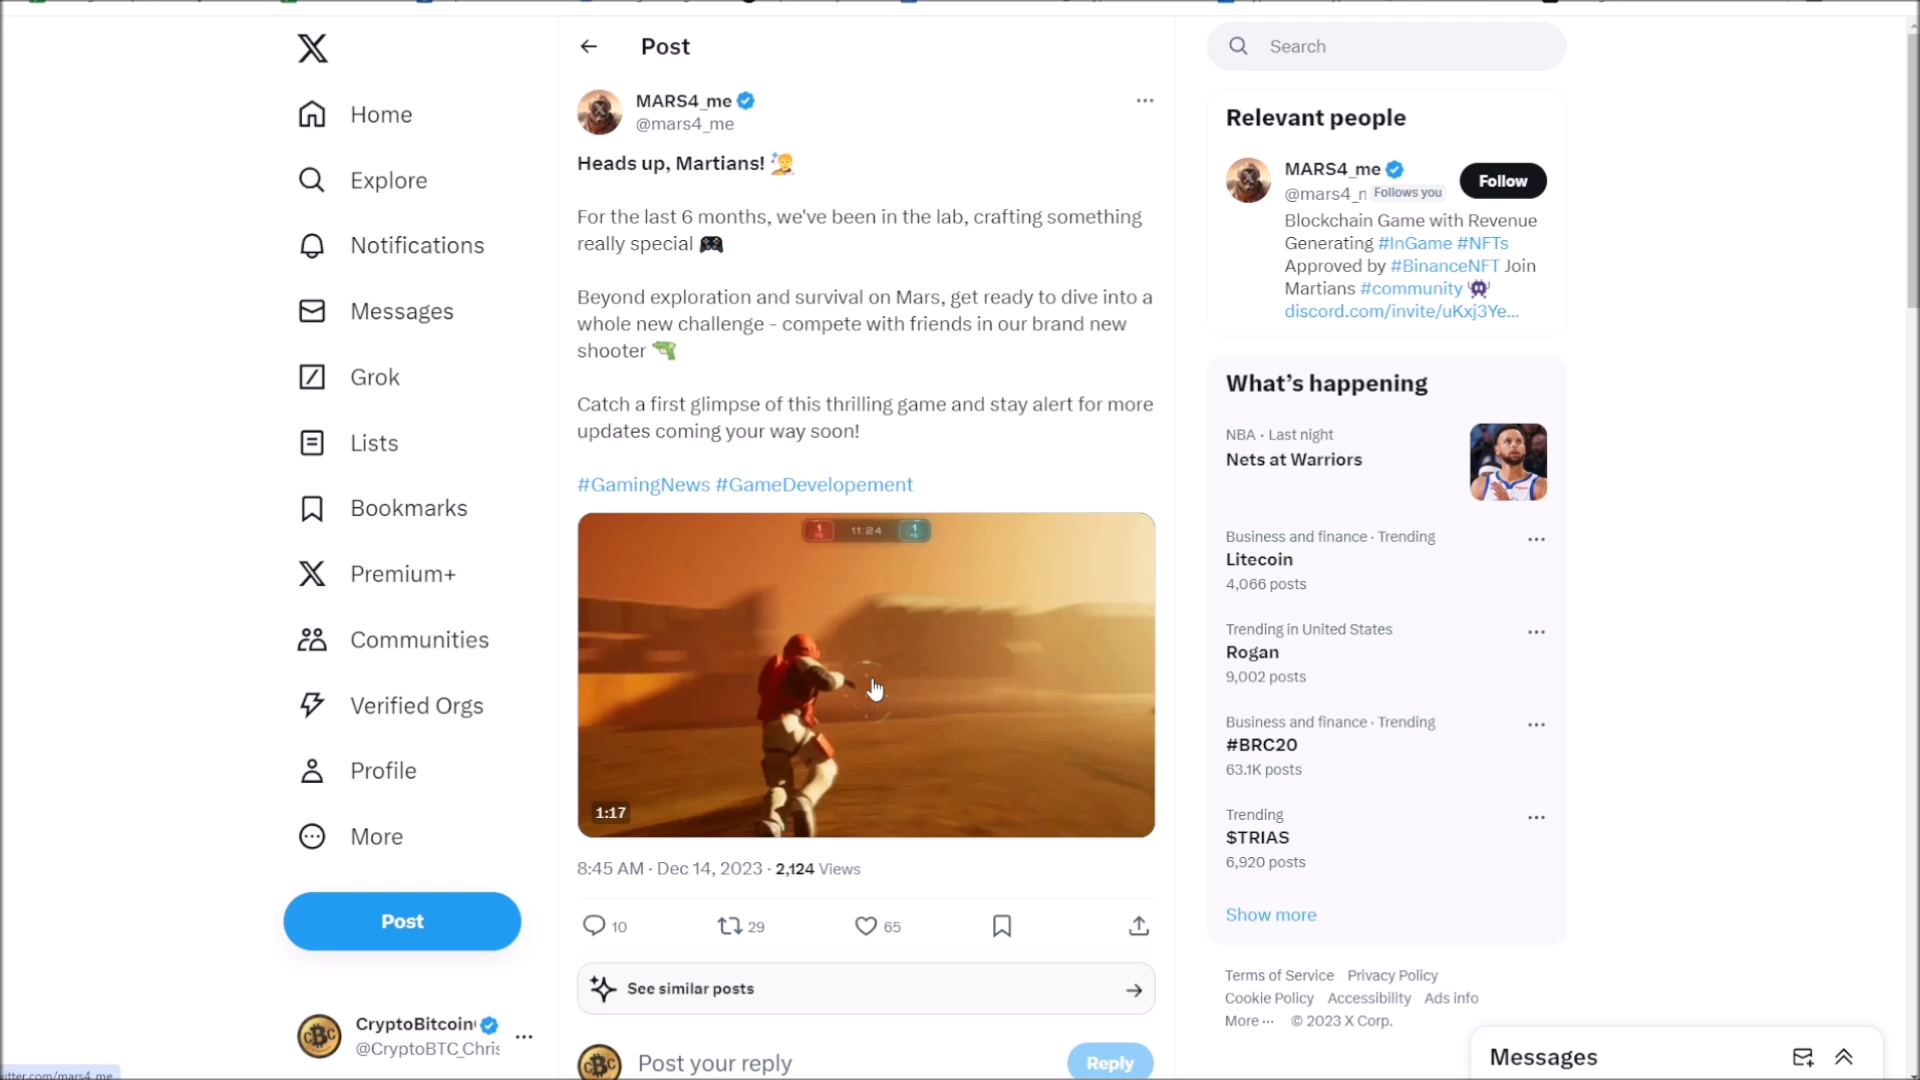 Home
Explore
Notifications
Messages
Grok
Lists
Bookmarks
Premium+
Communities
Verified Orgs
Profile
More
Post
CryptoBitcoin
@CryptoBTC_Chris
Post
MARS4_me
@mars4_me
Heads up, Martians!
For the last 6 months, we've been in the lab, crafting something
really special
Beyond exploration and survival on Mars, get ready to dive into a
whole new challenge - compete with friends in our brand new
shooter
Catch a first glimpse of this thrilling game and stay alert for more
updates coming your way soon!
#GamingNews #GameDevelopement
1 11:24 1
1:17
8:45 AM · Dec 14, 2023 · 2,124 Views
10 29 65
See similar posts
Post your reply
Reply
Search
Relevant people
MARS4_me
@mars4_r Follows you
Follow
Blockchain Game with Revenue
Generating #InGame #NFTs
Approved by #BinanceNFT Join
Martians #community
discord.com/invite/uKxj3Ye...
What's happening
NBA · Last night
Nets at Warriors
Business and finance · Trending
Litecoin
4,066 posts
Trending in United States
Rogan
9,002 posts
Business and finance · Trending
#BRC20
63.1K posts
Trending
$TRIAS
6,920 posts
Show more
Terms of Service Privacy Policy
Cookie Policy Accessibility Ads info
More ··· © 2023 X Corp.
Messages